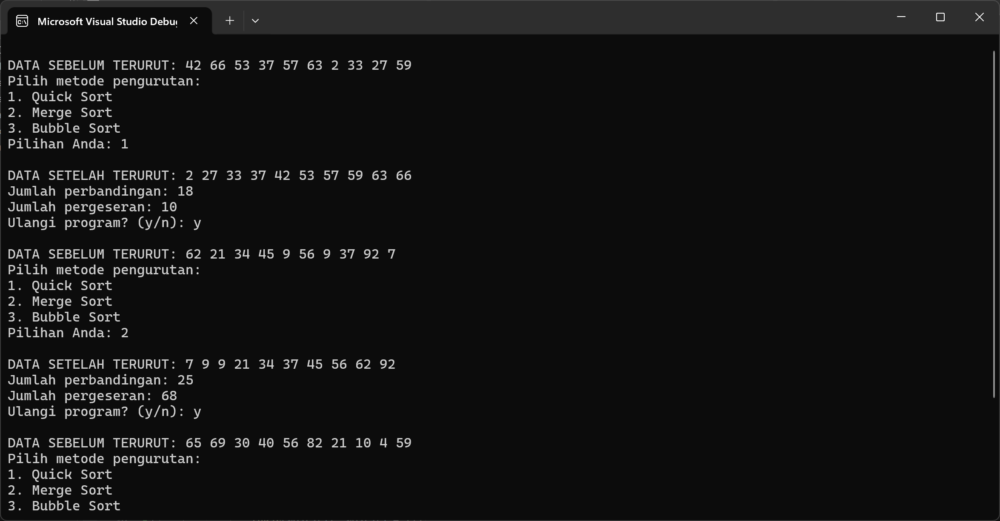 Microsoft Visual Studio Debug
DATA SEBELUM TERURUT: 42 66 53 37 57 63 2 33 27 59
Pilih metode pengurutan:
1. Quick Sort
2. Merge Sort
3. Bubble Sort
Pilihan Anda: 1
DATA SETELAH TERURUT: 2 27 33 37 42 53 57 59 63 66
Jumlah perbandingan: 18
Jumlah pergeseran: 10
Ulangi program? (y/n): y
DATA SEBELUM TERURUT: 62 21 34 45 9 56 9 37 92 7
Pilih metode pengurutan:
1. Quick Sort
2. Merge Sort
3. Bubble Sort
Pilihan Anda: 2
DATA SETELAH TERURUT: 7 9 9 21 34 37 45 56 62 92
Jumlah perbandingan: 25
Jumlah pergeseran: 68
Ulangi program? (y/n): y
DATA SEBELUM TERURUT: 65 69 30 40 56 82 21 10 4 59
Pilih metode pengurutan:
1. Quick Sort
2. Merge Sort
3. Bubble Sort